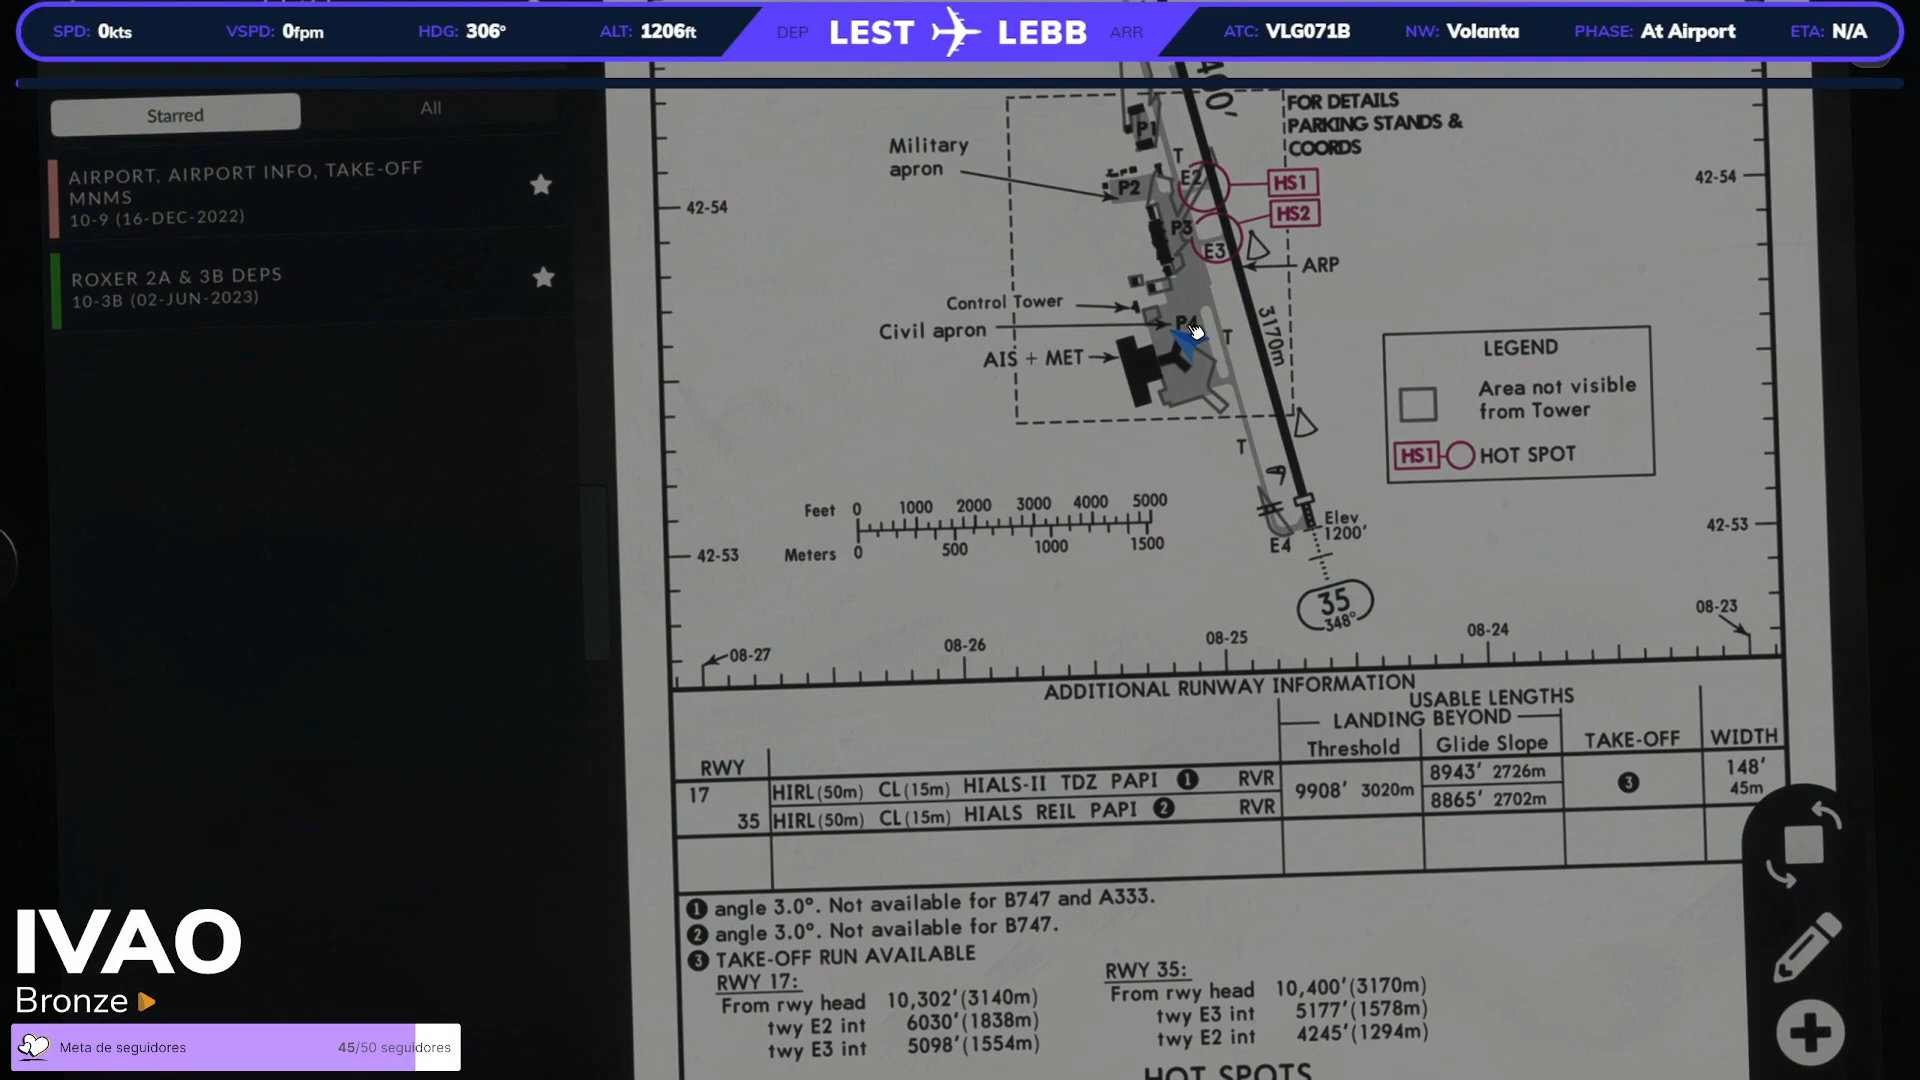 SPD: 0kts VSPD: 0fpm HDG: 306° ALT: 1206ft DEP LEST LEBB ARR ATC: VLG071B NW: Volanta PHASE: At Airport ETA: N/A
Starred All
AIRPORT, AIRPORT INFO, TAKE-OFF
MNMS
10-9 (16-DEC-2022)
ROXER 2A & 3B DEPS
10-3B (02-JUN-2023)
FOR DETAILS
PARKING STANDS &
COORDS
Military
apron
P1
T
P2
E2
HS1
HS2
P3
E3
ARP
42-54
42-54
Control Tower
Civil apron
P4
T
3170m
AIS + MET
LEGEND
Area not visible
from Tower
HS1 HOT SPOT
T
Feet 0 1000 2000 3000 4000 5000
Meters 0 500 1000 1500
Elev
1200'
E4
42-53
42-53
35
348°
08-27 08-26 08-25 08-24 08-23
ADDITIONAL RUNWAY INFORMATION
USABLE LENGTHS
LANDING BEYOND
RWY Threshold Glide Slope TAKE-OFF WIDTH
17 HIRL(50m) CL(15m) HIALS-II TDZ PAPI 1 RVR 9908' 3020m 8943' 2726m 3 148'
45m
35 HIRL(50m) CL(15m) HIALS REIL PAPI 2 RVR 8865' 2702m
1 angle 3.0°. Not available for B747 and A333.
2 angle 3.0°. Not available for B747.
3 TAKE-OFF RUN AVAILABLE
RWY 17:
From rwy head 10,302'(3140m)
twy E2 int 6030'(1838m)
twy E3 int 5098'(1554m)
RWY 35:
From rwy head 10,400'(3170m)
twy E3 int 5177'(1578m)
twy E2 int 4245'(1294m)
HOT SPOTS
IVAO
Bronze
Meta de seguidores 45/50 seguidores